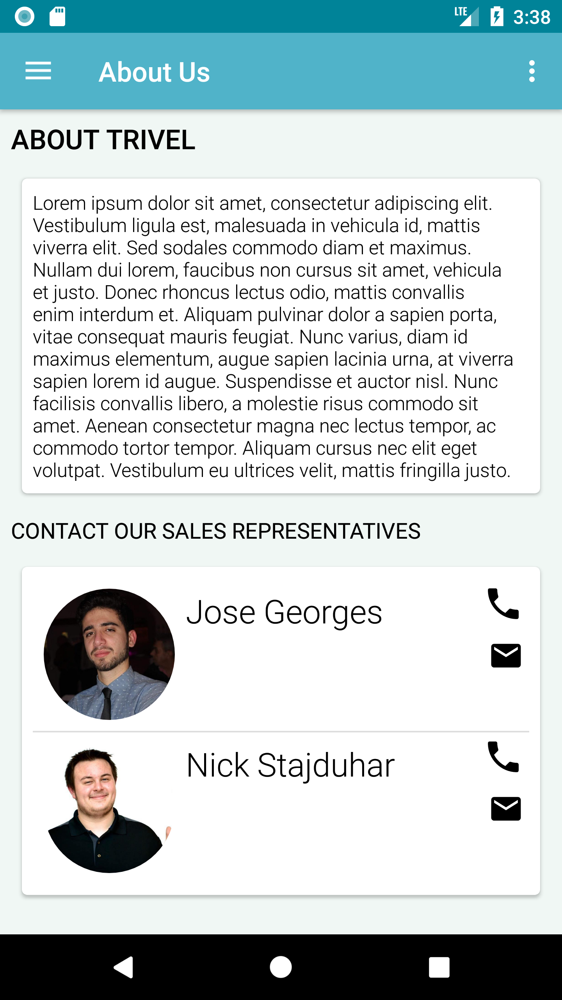 LTE 3:38
About Us
ABOUT TRIVEL
Lorem ipsum dolor sit amet, consectetur adipiscing elit.
Vestibulum ligula est, malesuada in vehicula id, mattis
viverra elit. Sed sodales commodo diam et maximus.
Nullam dui lorem, faucibus non cursus sit amet, vehicula
et justo. Donec rhoncus lectus odio, mattis convallis
enim interdum et. Aliquam pulvinar dolor a sapien porta,
vitae consequat mauris feugiat. Nunc varius, diam id
maximus elementum, augue sapien lacinia urna, at viverra
sapien lorem id augue. Suspendisse et auctor nisl. Nunc
facilisis convallis libero, a molestie risus commodo sit
amet. Aenean consectetur magna nec lectus tempor, ac
commodo tortor tempor. Aliquam cursus nec elit eget
volutpat. Vestibulum eu ultrices velit, mattis fringilla justo.
CONTACT OUR SALES REPRESENTATIVES
Jose Georges
Nick Stajduhar